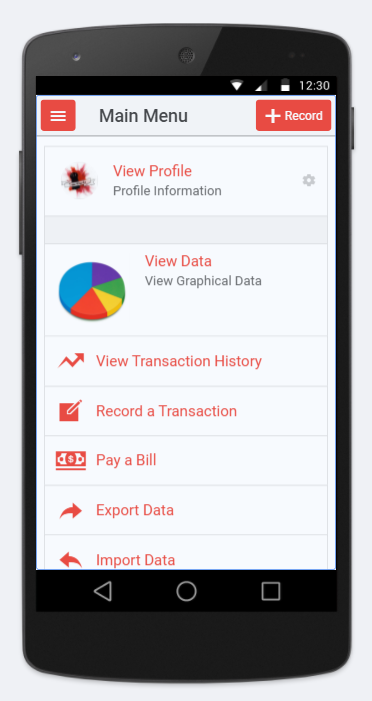 12:30
Main Menu
+ Record
View Profile
Profile Information
View Data
View Graphical Data
View Transaction History
Record a Transaction
$
Pay a Bill
Export Data
Import Data